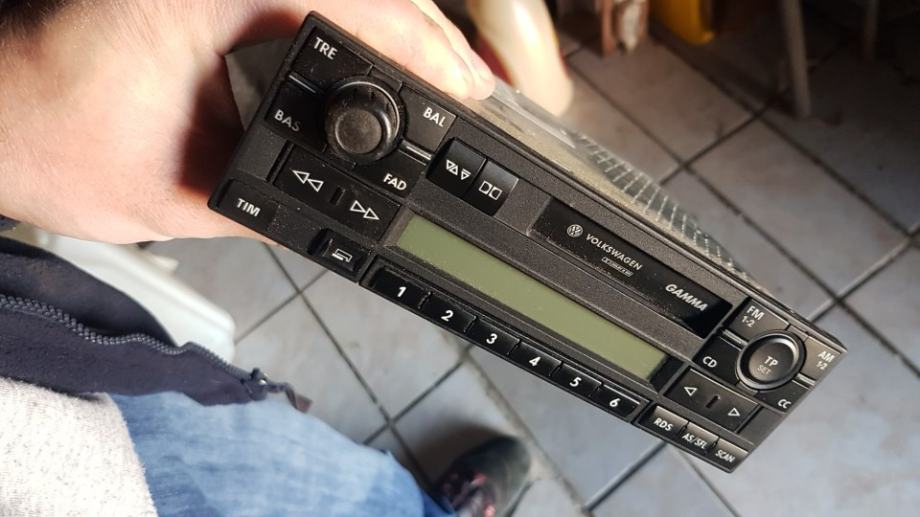 TRE
BAS
BAL
FAD
TIM
VOLKSWAGEN
GAMMA
1
2
3
4
5
6
FM
1-2
AM
1-2
CD
TP
SET
CC
RDS
AS/SFL
SCAN